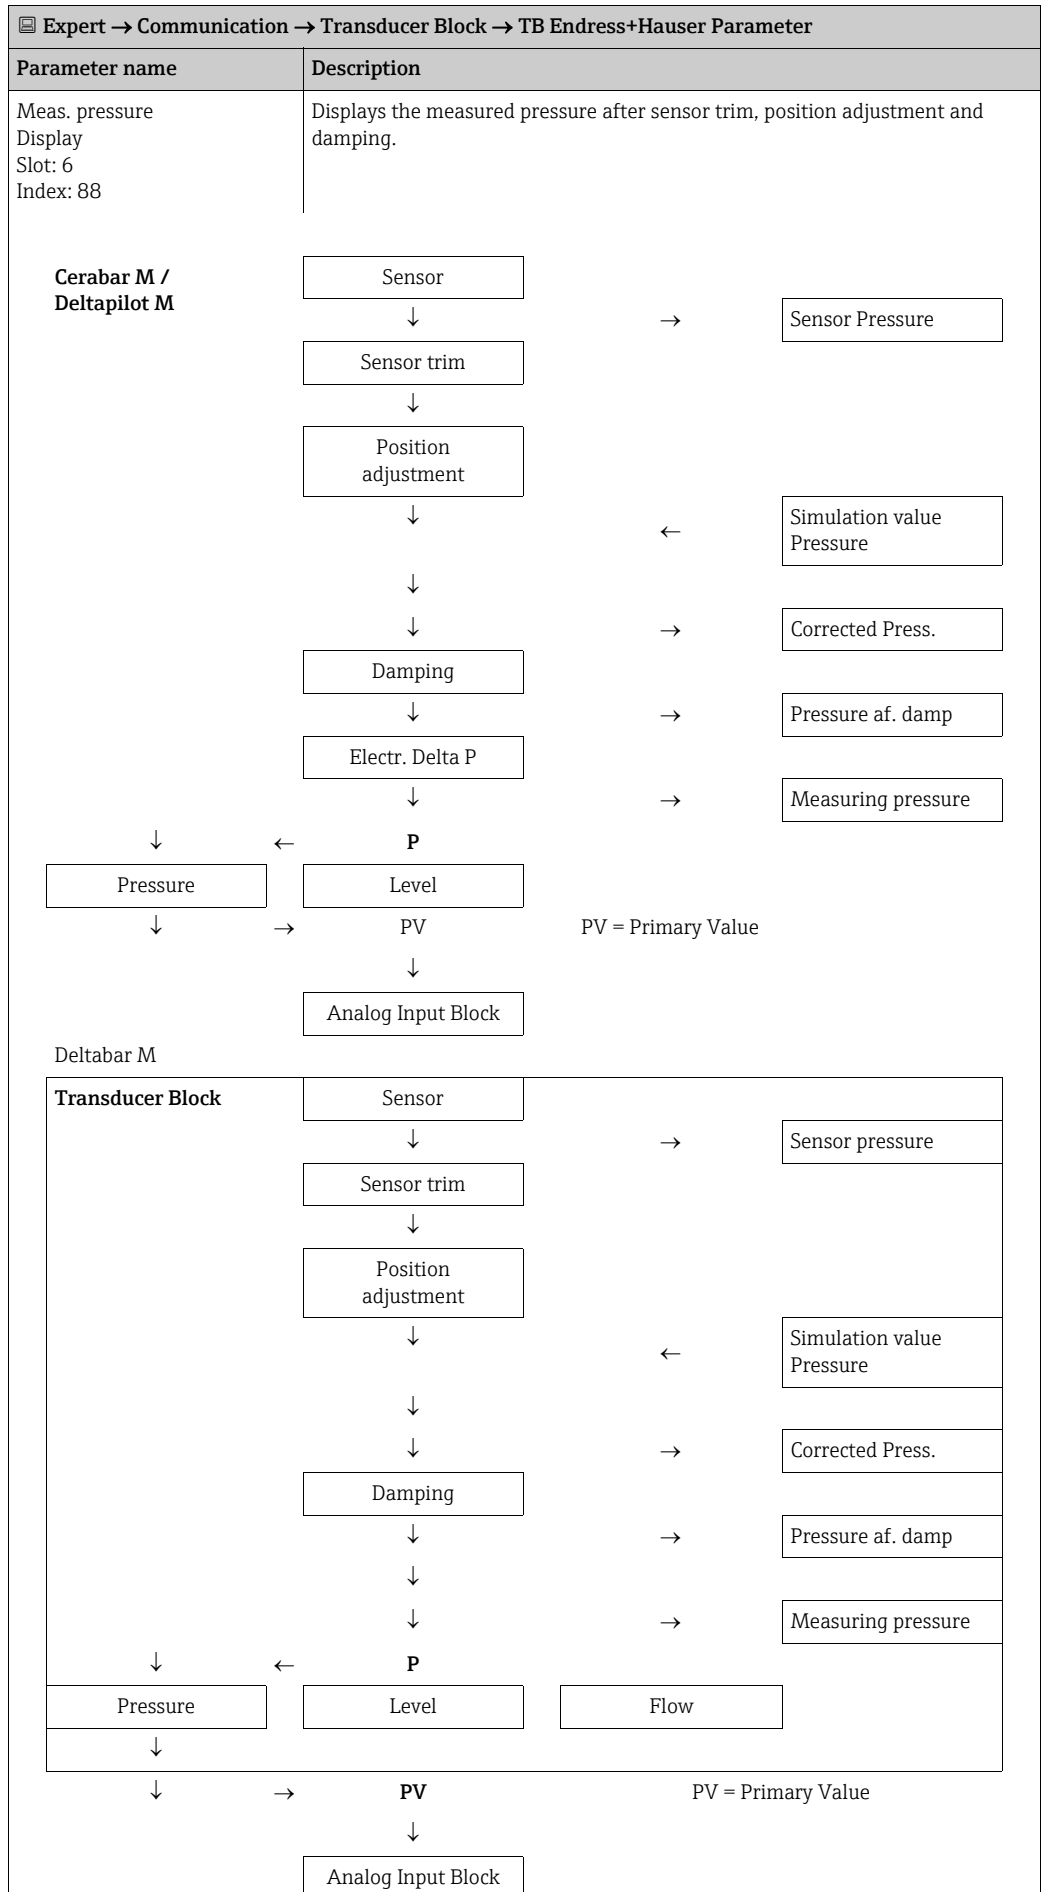 Expert → Communication → Transducer Block → TB Endress+Hauser Parameter
Parameter name Description
Meas. pressure
Display
Slot: 6
Index: 88
Displays the measured pressure after sensor trim, position adjustment and
damping.
Cerabar M /
Deltapilot M
Sensor
↓ → Sensor Pressure
Sensor trim
↓
Position
adjustment
↓ ← Simulation value
Pressure
↓
↓ → Corrected Press.
Damping
↓ → Pressure af. damp
Electr. Delta P
↓ → Measuring pressure
↓ ← P
Pressure Level
↓ → PV PV = Primary Value
↓
Analog Input Block
Deltabar M
Transducer Block Sensor
↓ → Sensor pressure
Sensor trim
↓
Position
adjustment
↓ ← Simulation value
Pressure
↓
↓ → Corrected Press.
Damping
↓ → Pressure af. damp
↓
↓ → Measuring pressure
↓ ← P
Pressure Level Flow
↓
↓ → PV PV = Primary Value
↓
Analog Input Block